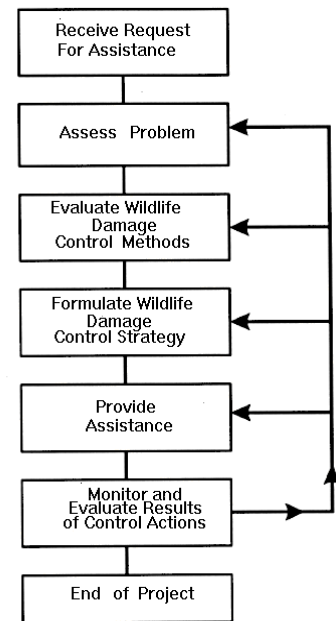 Receive Request
For Assistance
Assess Problem
Evaluate Wildlife
Damage
Control Methods
Formulate Wildlife
Damage
Control Strategy
Provide
Assistance
Monitor and
Evaluate Results
of Control Actions
End of Project